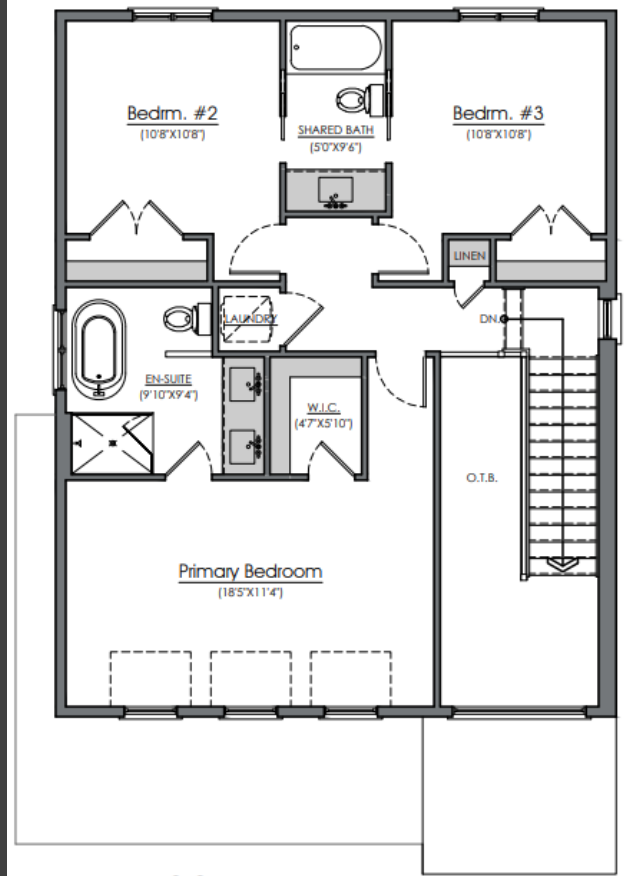 Bedrm. #2
(10'8"X10'8")
SHARED BATH
(5'0"X9'6")
Bedrm. #3
(10'8"X10'8")
LINEN
LAUNDRY
DN.
EN-SUITE
(9'10"X9'4")
W.I.C.
(4'7"X5'10")
O.T.B.
Primary Bedroom
(18'5"X11'4")